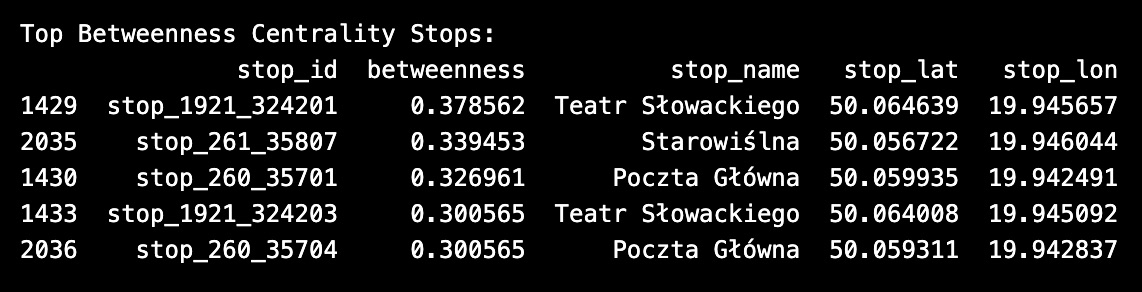 Top Betweenness Centrality Stops:
stop_id betweenness stop_name stop_lat stop_lon
1429 stop_1921_324201 0.378562 Teatr Słowackiego 50.064639 19.945657
2035 stop_261_35807 0.339453 Starowiślna 50.056722 19.946044
1430 stop_260_35701 0.326961 Poczta Główna 50.059935 19.942491
1433 stop_1921_324203 0.300565 Teatr Słowackiego 50.064008 19.945092
2036 stop_260_35704 0.300565 Poczta Główna 50.059311 19.942837